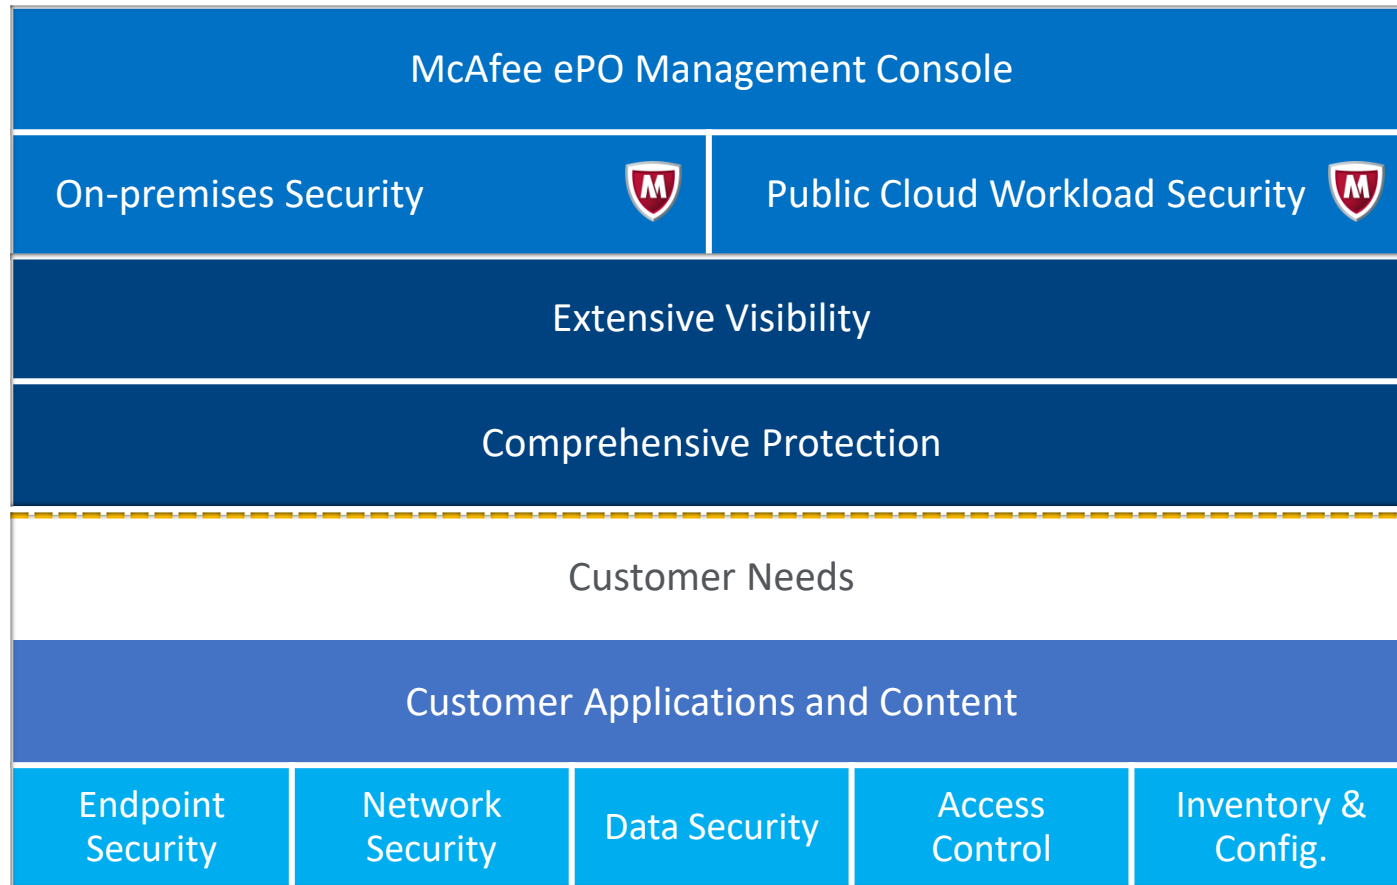 McAfee ePO Management Console
On-premises Security
M
Public Cloud Workload Security
M
Extensive Visibility
Comprehensive Protection
Customer Needs
Customer Applications and Content
Endpoint
Security
Network
Security
Data Security
Access
Control
Inventory &
Config.